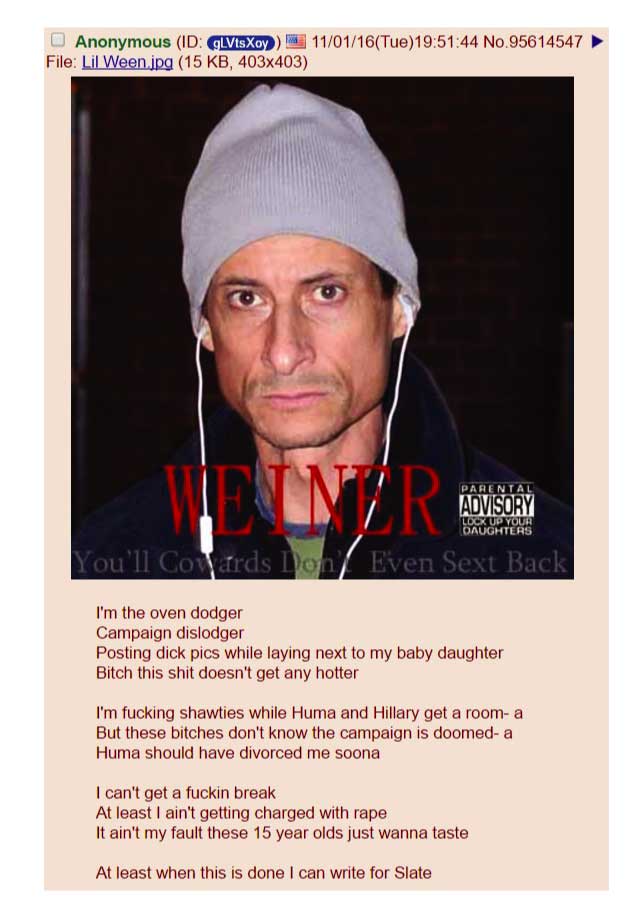 Anonymous (ID: gLVtsXoy) 11/01/16(Tue)19:51:44 No.95614547 ▶
File: Lil Ween.jpg (15 KB, 403x403)
WEINER
PARENTAL
ADVISORY
LOCK UP YOUR
DAUGHTERS
You'll Cowards Don't Even Sext Back
I'm the oven dodger
Campaign dislodger
Posting dick pics while laying next to my baby daughter
Bitch this shit doesn't get any hotter
I'm fucking shawties while Huma and Hillary get a room- a
But these bitches don't know the campaign is doomed- a
Huma should have divorced me soona
I can't get a fuckin break
At least I ain't getting charged with rape
It ain't my fault these 15 year olds just wanna taste
At least when this is done I can write for Slate